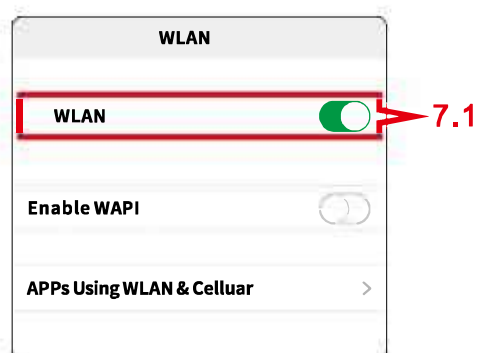 WLAN
WLAN
7.1
Enable WAPI
APPs Using WLAN & Celluar